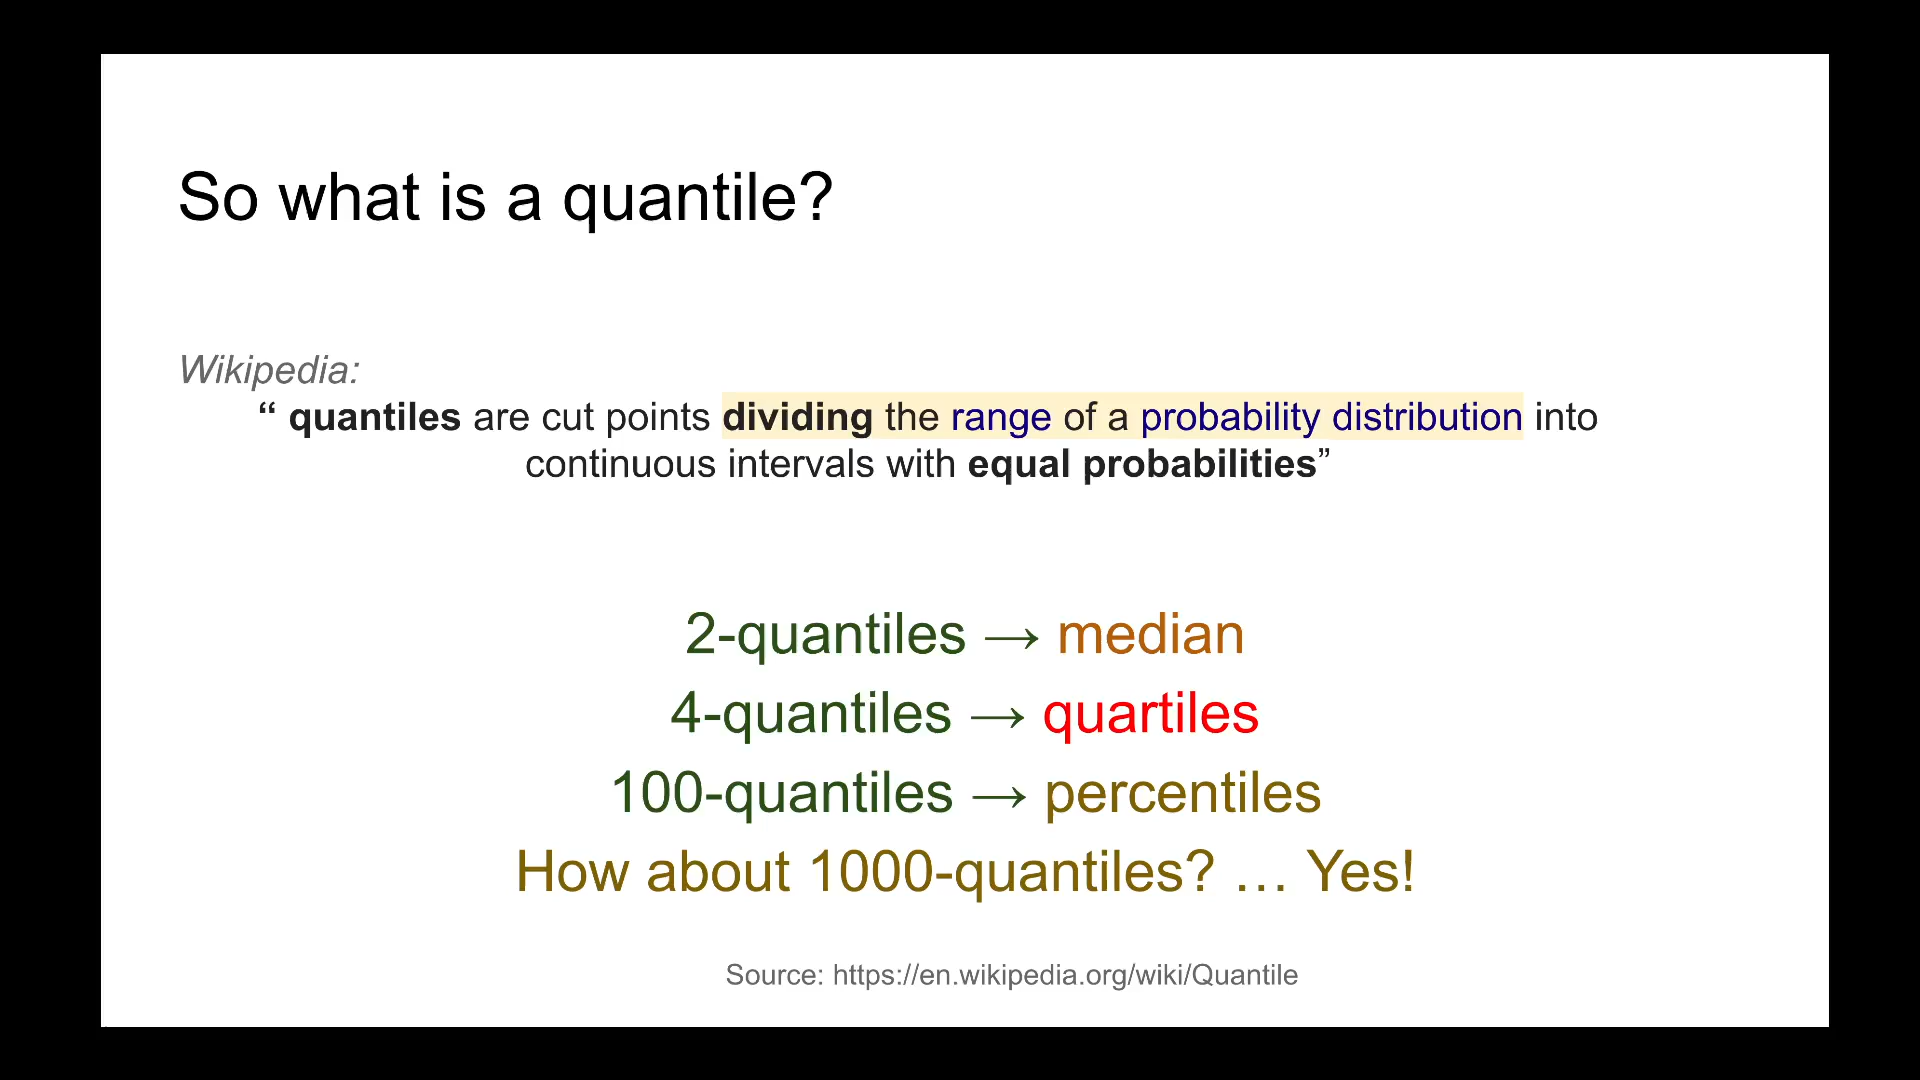 So what is a quantile?
Wikipedia:
“ quantiles are cut points dividing the range of a probability distribution into
continuous intervals with equal probabilities”
2-quantiles → median
4-quantiles → quartiles
100-quantiles → percentiles
How about 1000-quantiles? … Yes!
Source: https://en.wikipedia.org/wiki/Quantile